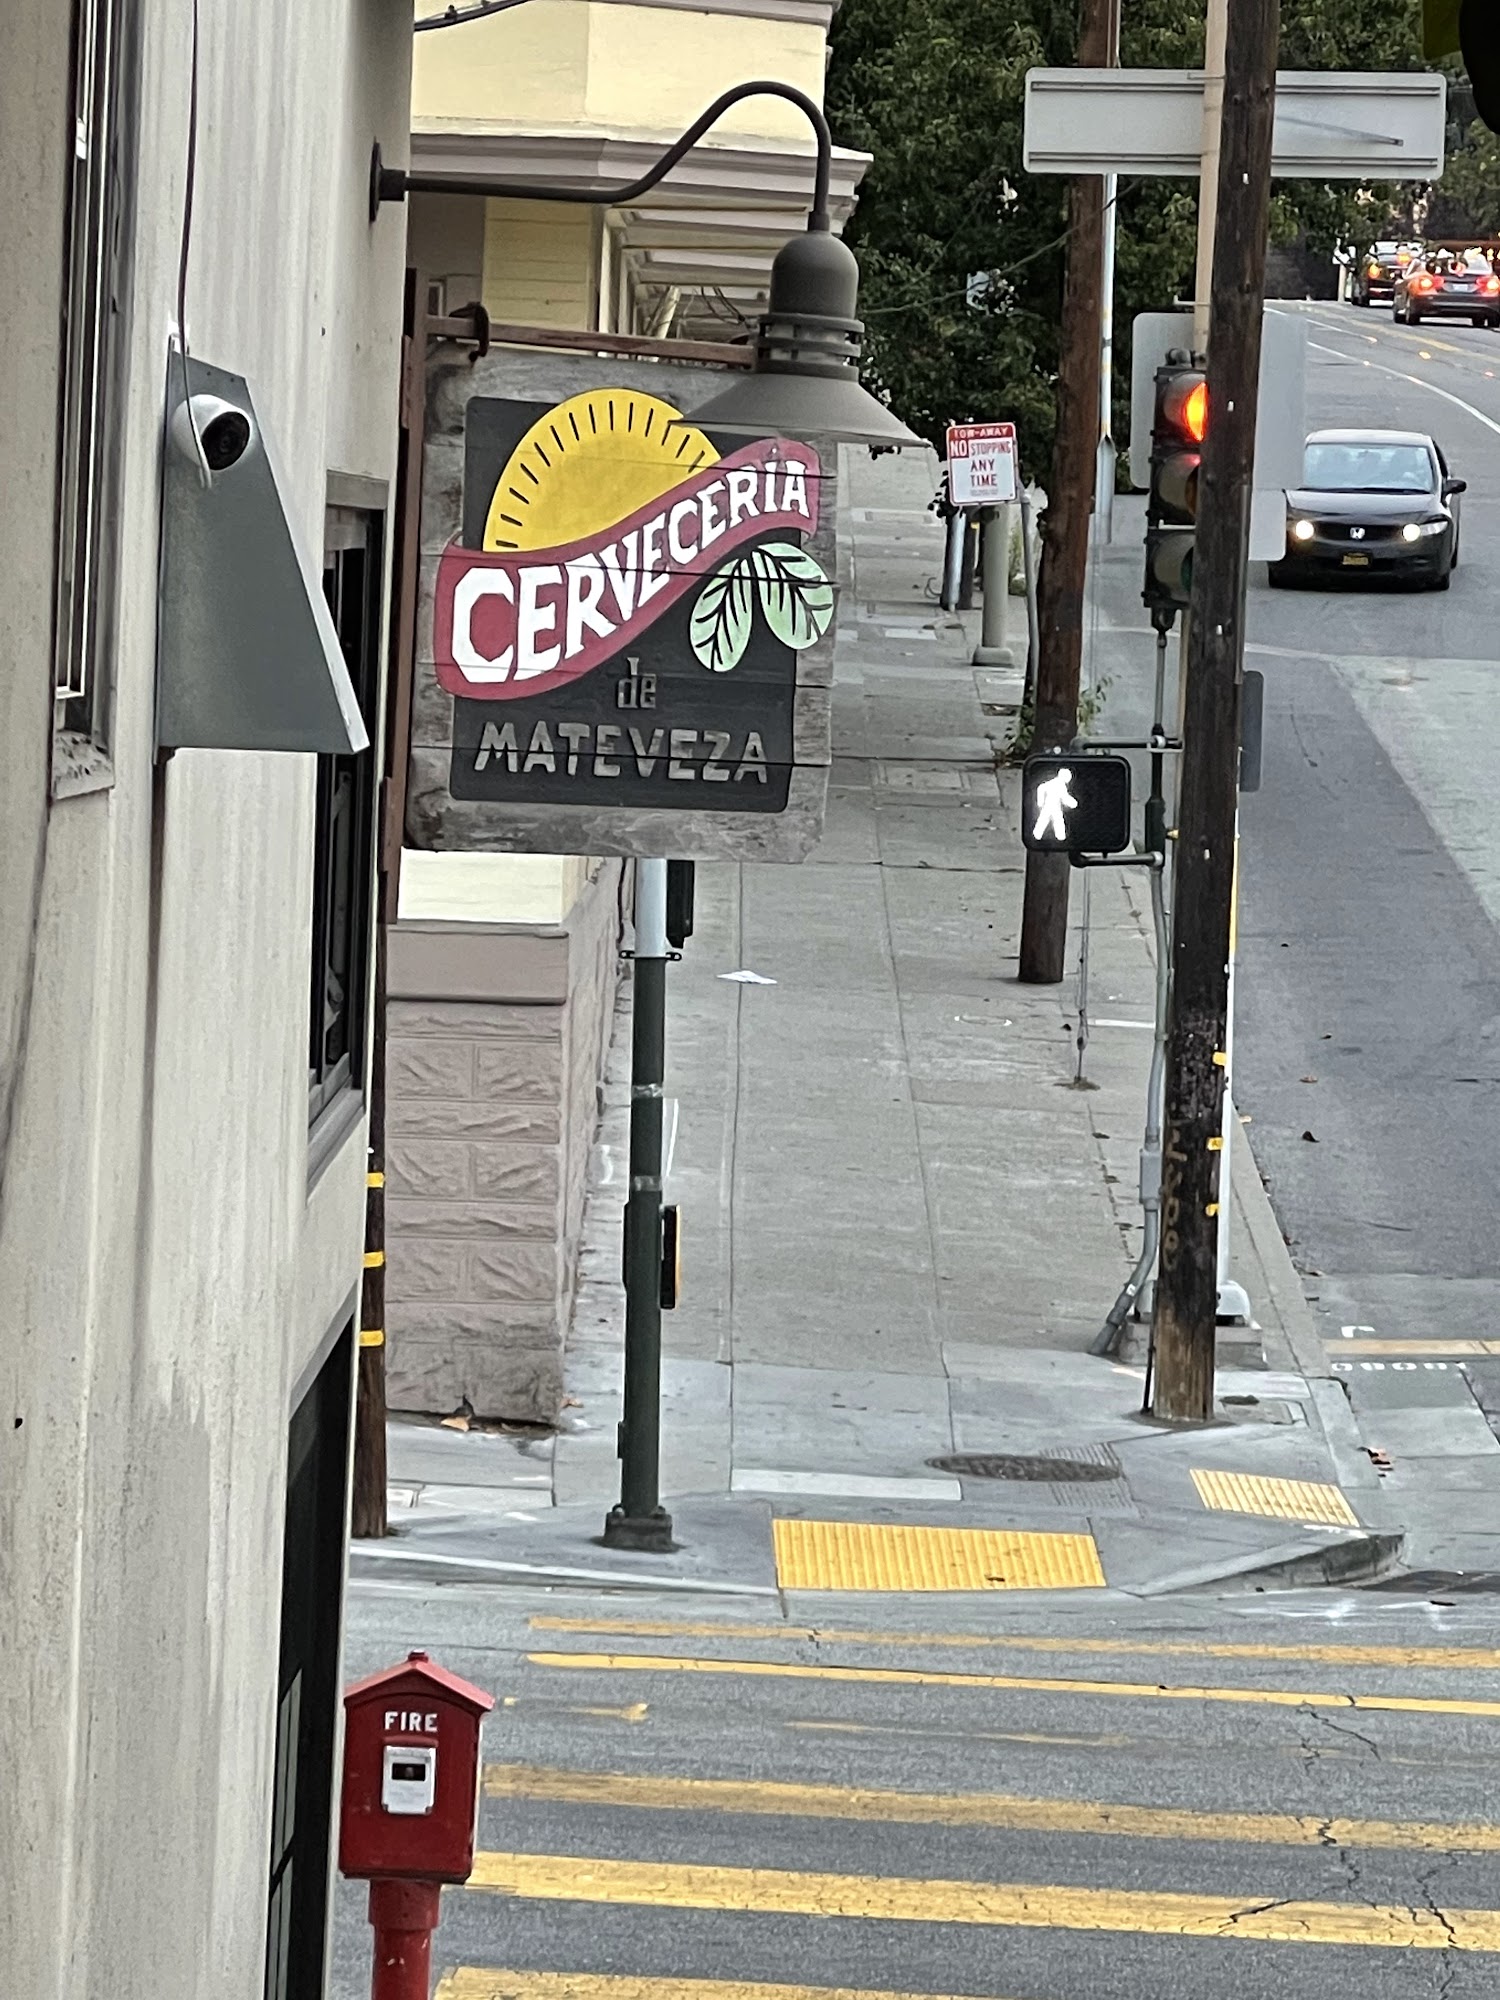 CERVECERIA
de
MATEVEZA
TOW-AWAY
NO STOPPING
ANY
TIME
FIRE